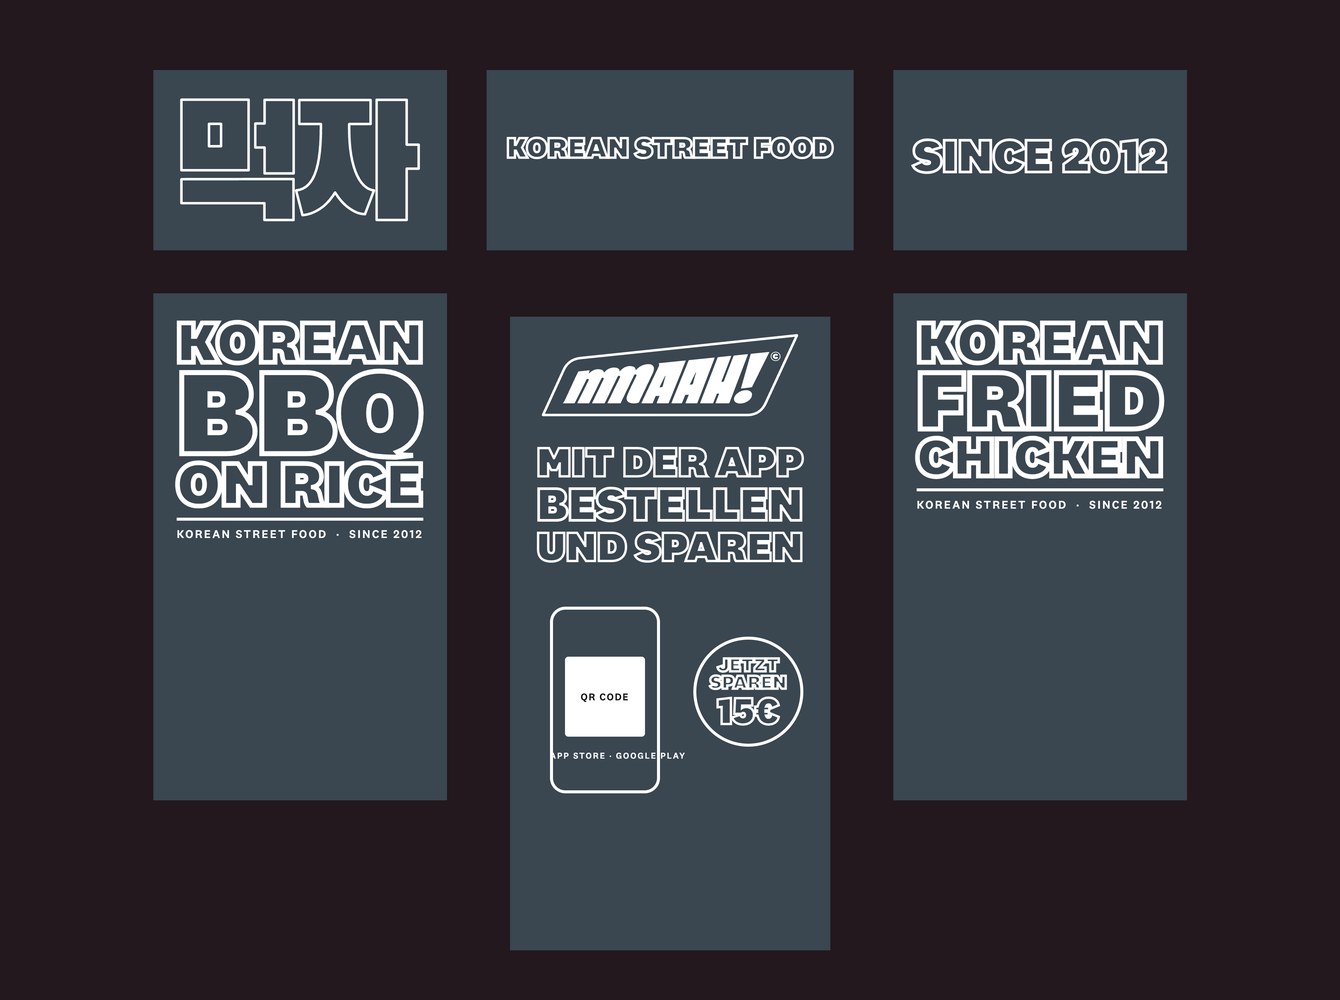 먹자
KOREAN STREET FOOD
SINCE 2012
KOREAN
BBQ
ON RICE
KOREAN STREET FOOD · SINCE 2012
mmAAH!©
MIT DER APP
BESTELLEN
UND SPAREN
QR CODE
APP STORE · GOOGLE PLAY
JETZT
SPAREN
15€
KOREAN
FRIED
CHICKEN
KOREAN STREET FOOD · SINCE 2012